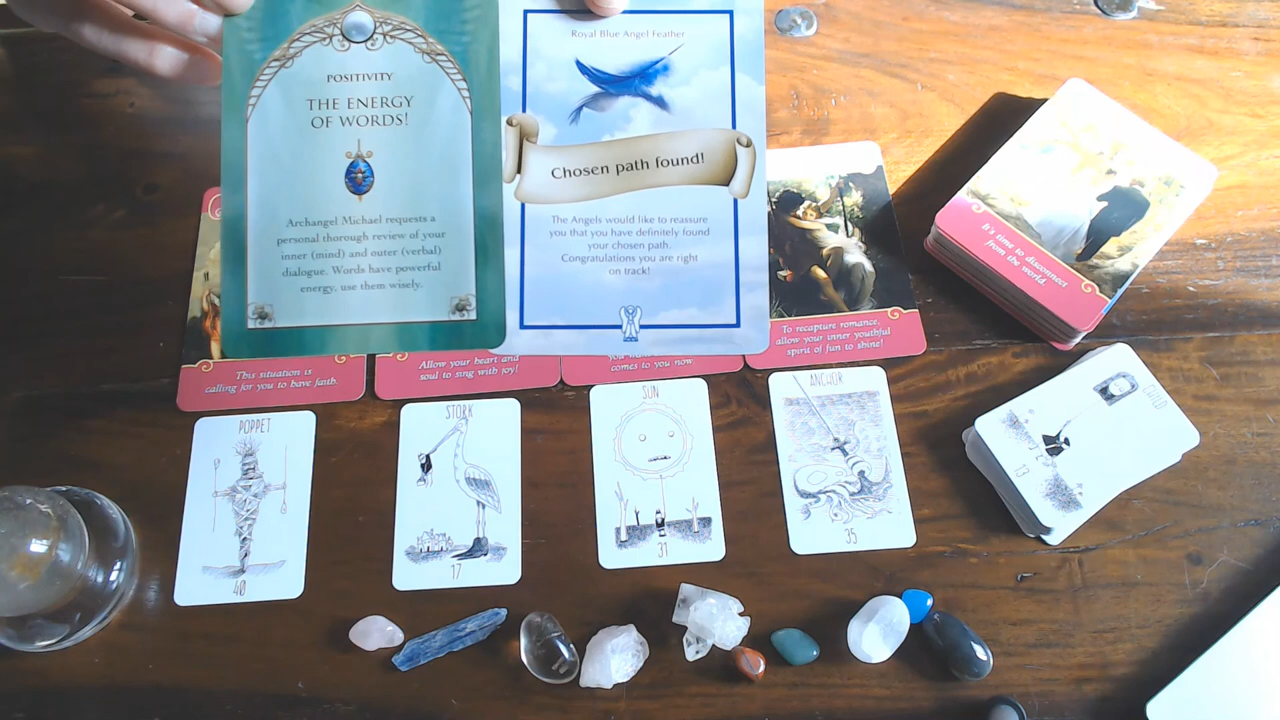 POSITIVITY
THE ENERGY
OF WORDS!
Archangel Michael requests a
personal thorough review of your
inner (mind) and outer (verbal)
dialogue. Words have powerful
energy, use them wisely.
Royal Blue Angel Feather
Chosen path found!
The Angels would like to reassure
you that you have definitely found
your chosen path.
Congratulations you are right
on track!
This situation is
calling for you to have faith.
Allow your heart and
soul to sing with joy!
comes to you now.
To recapture romance,
allow your inner youthful
spirit of fun to shine!
It's time to disconnect
from the world.
POPPET
40
STORK
17
SUN
31
ANCHOR
35
CHILD
13